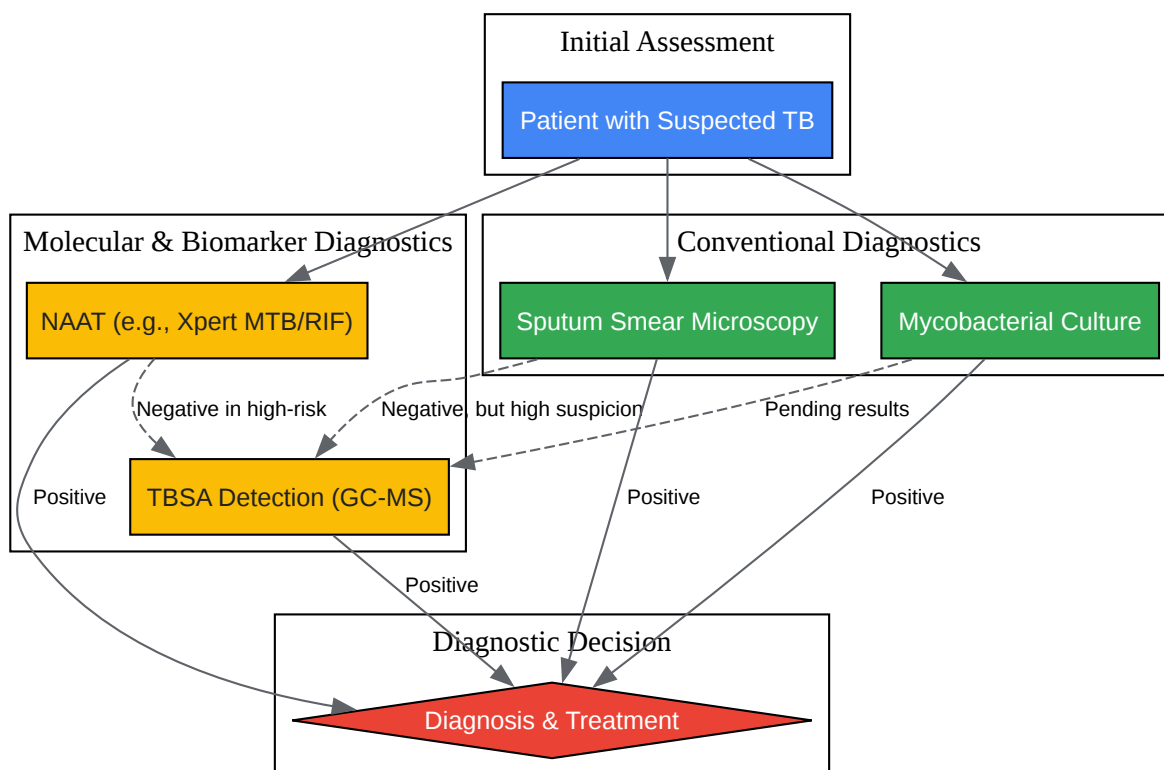 Initial Assessment
Patient with Suspected TB
Molecular & Biomarker Diagnostics
Conventional Diagnostics
NAAT (e.g., Xpert MTB/RIF)
Sputum Smear Microscopy
Mycobacterial Culture
Negative in high-risk
Negative, but high suspicion
Pending results
TBSA Detection (GC-MS)
Positive
Positive
Positive
Positive
Diagnostic Decision
Diagnosis & Treatment